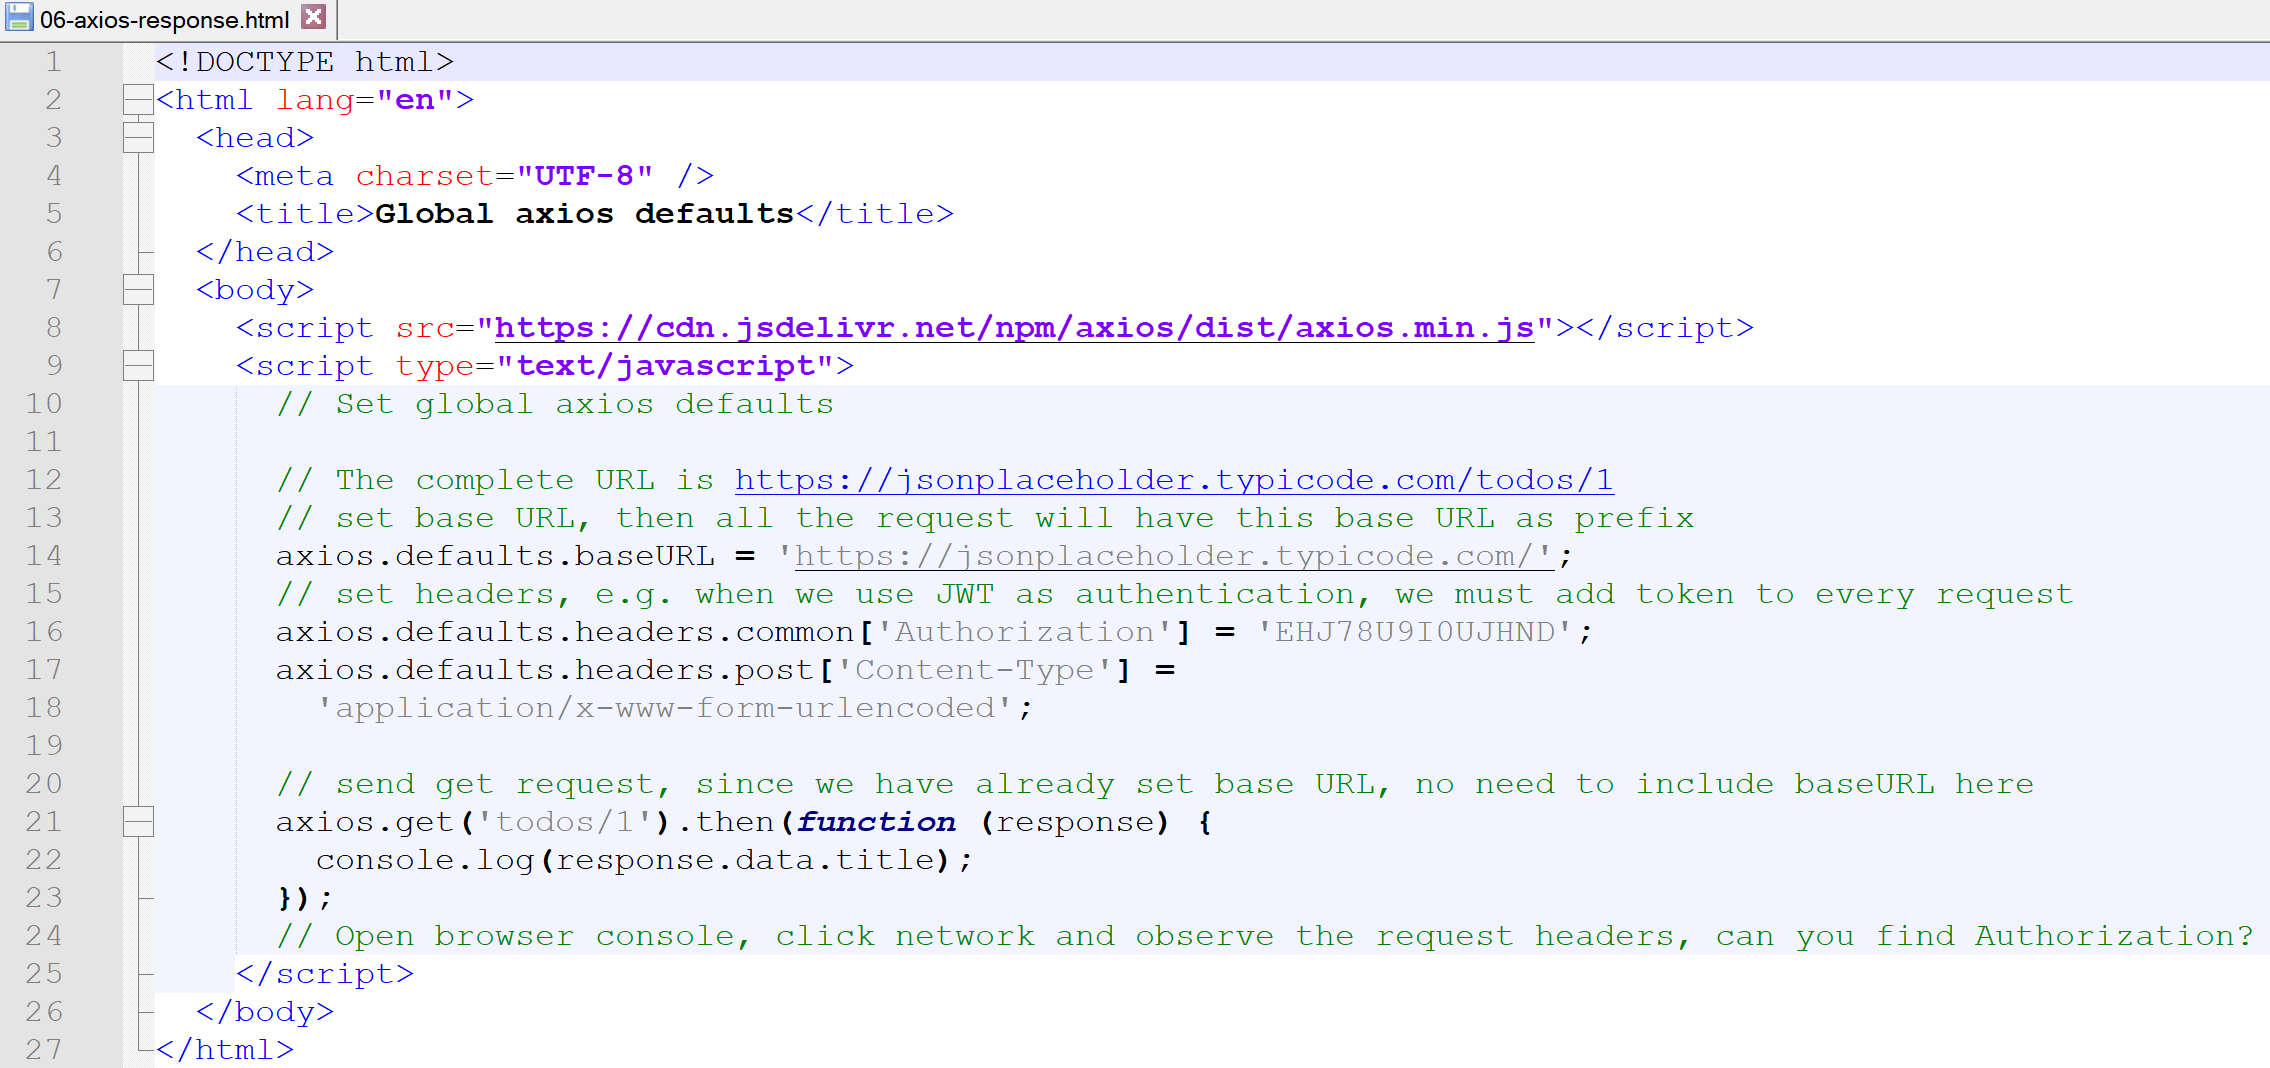 06-axios-response.html
1 <!DOCTYPE html>
2 <html lang="en">
3   <head>
4     <meta charset="UTF-8" />
5     <title>Global axios defaults</title>
6   </head>
7   <body>
8     <script src="https://cdn.jsdelivr.net/npm/axios/dist/axios.min.js"></script>
9     <script type="text/javascript">
10       // Set global axios defaults
11
12       // The complete URL is https://jsonplaceholder.typicode.com/todos/1
13       // set base URL, then all the request will have this base URL as prefix
14       axios.defaults.baseURL = 'https://jsonplaceholder.typicode.com/';
15       // set headers, e.g. when we use JWT as authentication, we must add token to every request
16       axios.defaults.headers.common['Authorization'] = 'EHJ78U9I0UJHND';
17       axios.defaults.headers.post['Content-Type'] =
18         'application/x-www-form-urlencoded';
19
20       // send get request, since we have already set base URL, no need to include baseURL here
21       axios.get('todos/1').then(function (response) {
22         console.log(response.data.title);
23       });
24       // Open browser console, click network and observe the request headers, can you find Authorization?
25     </script>
26   </body>
27 </html>